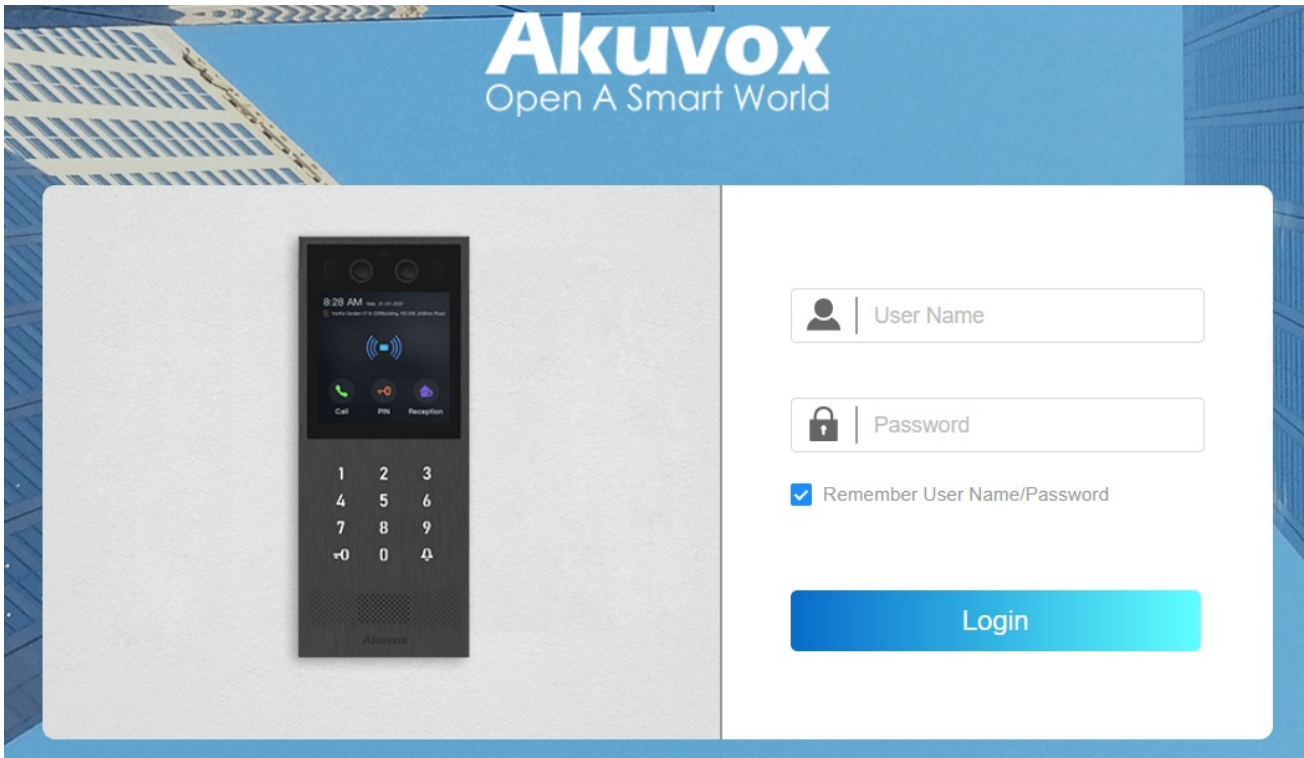 Akuvox
Open A Smart World
8:28 AM
Call PIN Reception
1 2 3
4 5 6
7 8 9
0
Akuvox
User Name
Password
Remember User Name/Password
Login